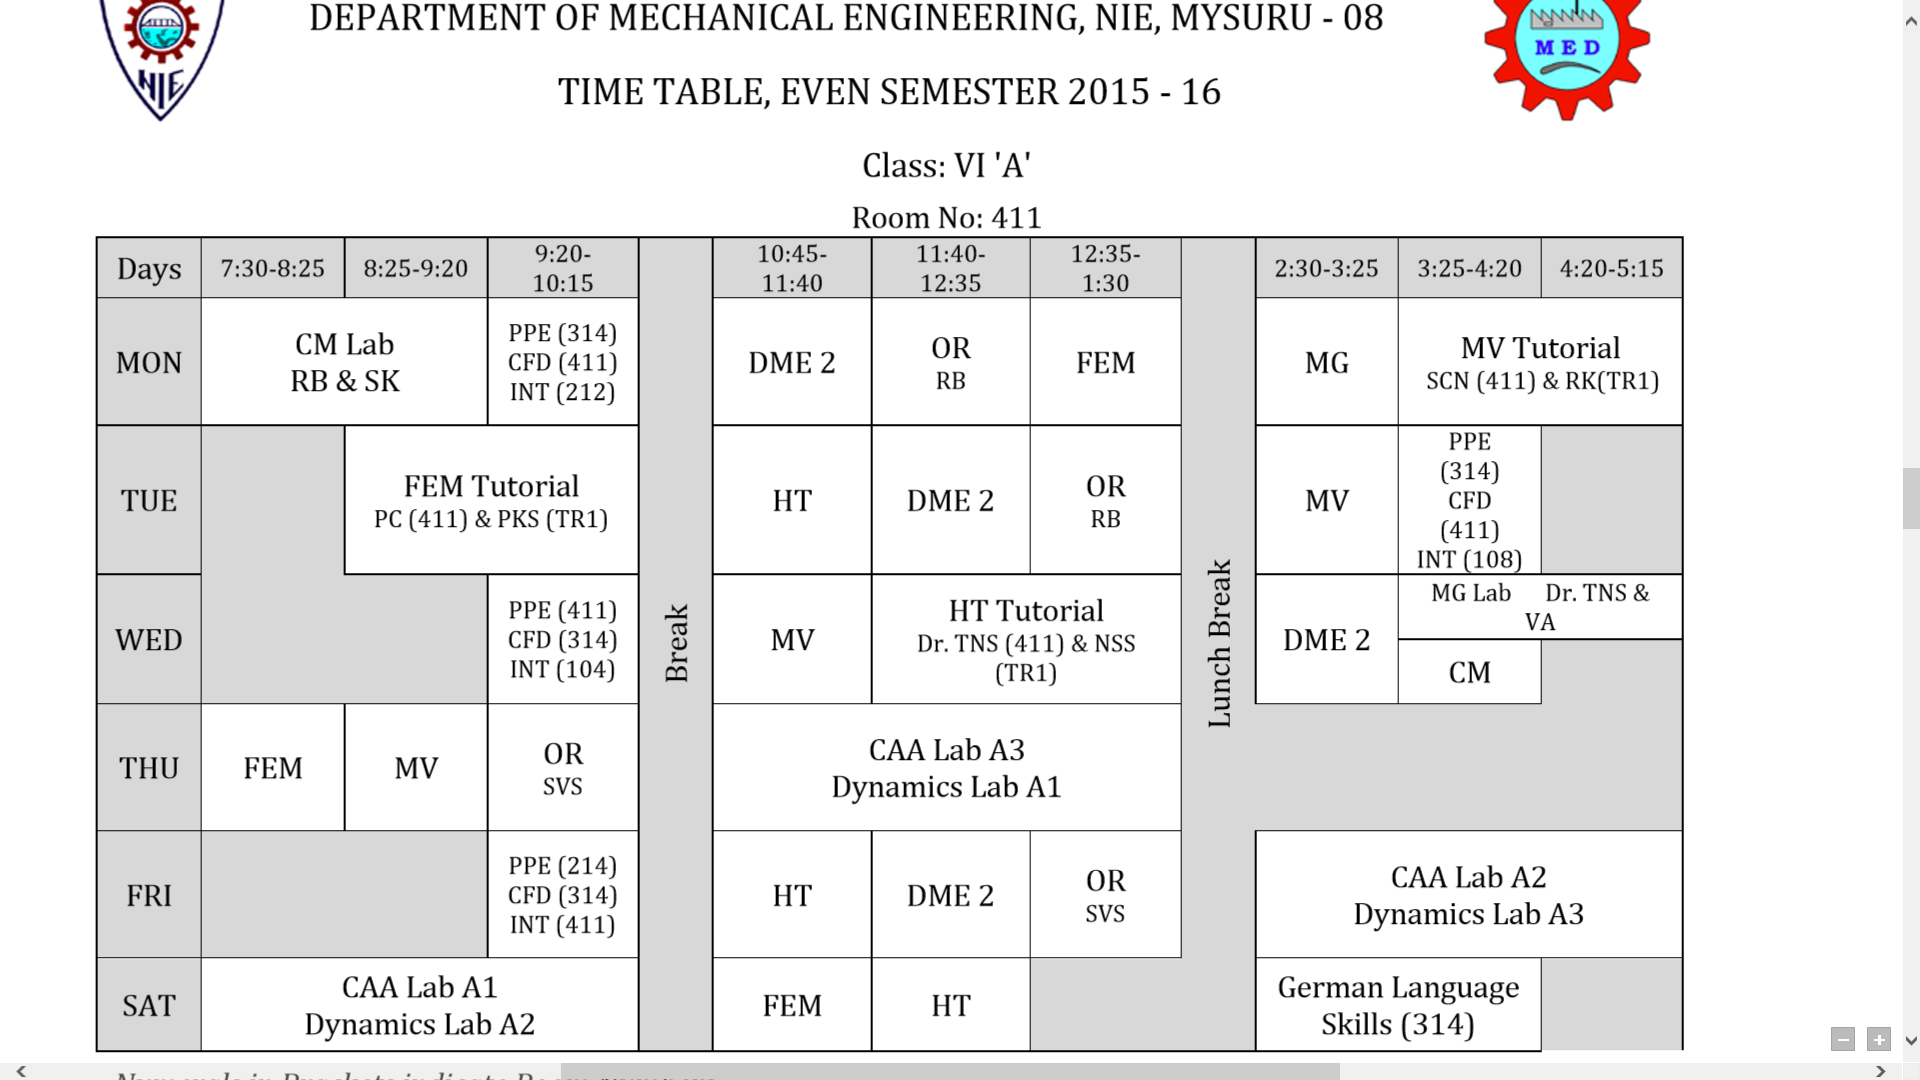 NIE
DEPARTMENT OF MECHANICAL ENGINEERING, NIE, MYSURU - 08
MED
TIME TABLE, EVEN SEMESTER 2015 - 16
Class: VI 'A'
Room No: 411
Days
7:30-8:25
8:25-9:20
9:20-
10:15
10:45-
11:40
11:40-
12:35
12:35-
1:30
2:30-3:25
3:25-4:20
4:20-5:15
Break
Lunch Break
MON
CM Lab
RB & SK
PPE (314)
CFD (411)
INT (212)
DME 2
OR
RB
FEM
MG
MV Tutorial
SCN (411) & RK(TR1)
TUE
FEM Tutorial
PC (411) & PKS (TR1)
HT
DME 2
OR
RB
MV
PPE
(314)
CFD
(411)
INT (108)
WED
PPE (411)
CFD (314)
INT (104)
MV
HT Tutorial
Dr. TNS (411) & NSS
(TR1)
DME 2
MG Lab Dr. TNS &
VA
CM
THU
FEM
MV
OR
SVS
CAA Lab A3
Dynamics Lab A1
FRI
PPE (214)
CFD (314)
INT (411)
HT
DME 2
OR
SVS
CAA Lab A2
Dynamics Lab A3
SAT
CAA Lab A1
Dynamics Lab A2
FEM
HT
German Language
Skills (314)